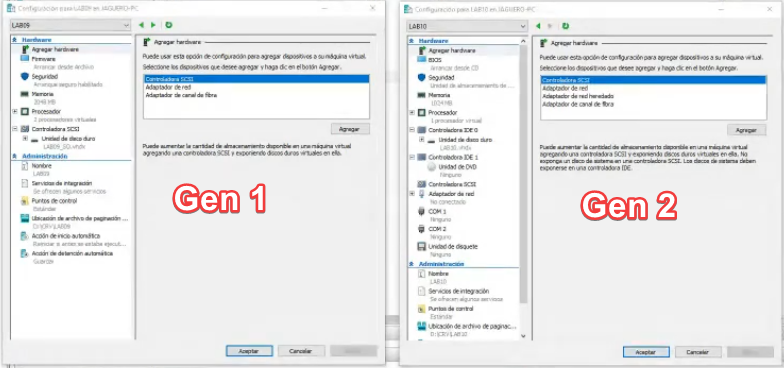 Configuración para LAB09 en JAGUERO-PC
LAB09
Hardware
Agregar hardware
Firmware
Arrancar desde archivo
Seguridad
Arranque seguro habilitado
Memoria
2048 MB
Procesador
2 procesadores virtuales
Controladora SCSI
Unidad de disco duro
LAB09_SO.vhdx
Administración
Nombre
LAB09
Servicios de integración
Se ofrecen algunos servicios
Puntos de control
Estándar
Ubicación de archivo de paginación ...
D:\CRV\LAB09
Acción de inicio automática
Reiniciar si antes se estaba ejecut...
Acción de detención automática
Guardar
Agregar hardware
Puede usar esta opción de configuración para agregar dispositivos a su máquina virtual.
Seleccione los dispositivos que desee agregar y haga clic en el botón Agregar.
Controladora SCSI
Adaptador de red
Adaptador de canal de fibra
Agregar
Puede aumentar la cantidad de almacenamiento disponible en una máquina virtual
agregando una controladora SCSI y exponiendo discos duros virtuales en ella.
Gen 1
Aceptar
Cancelar
Configuración para LAB10 en JAGUERO-PC
LAB10
Hardware
Agregar hardware
BIOS
Arrancar desde CD
Seguridad
Unidad de almacenamiento de ...
Memoria
1024 MB
Procesador
1 procesador virtual
Controladora IDE 0
Unidad de disco duro
LAB10.vhdx
Controladora IDE 1
Unidad de DVD
Ninguno
Controladora SCSI
Adaptador de red
No conectado
COM 1
Ninguno
COM 2
Ninguno
Unidad de disquete
Ninguno
Administración
Nombre
LAB10
Servicios de integración
Se ofrecen algunos servicios
Puntos de control
Estándar
Ubicación de archivo de paginac...
D:\CRV\LAB10
Agregar hardware
Puede usar esta opción de configuración para agregar dispositivos a su máquina virtual.
Seleccione los dispositivos que desee agregar y haga clic en el botón Agregar.
Controladora SCSI
Adaptador de red
Adaptador de red heredado
Adaptador de canal de fibra
Agregar
Puede aumentar la cantidad de almacenamiento disponible en una máquina virtual
agregando una controladora SCSI y exponiendo discos duros virtuales en ella. No
exponga un disco de sistema en una controladora SCSI. Los discos de sistema deben
exponerse en una controladora IDE.
Gen 2
Aceptar
Cancelar